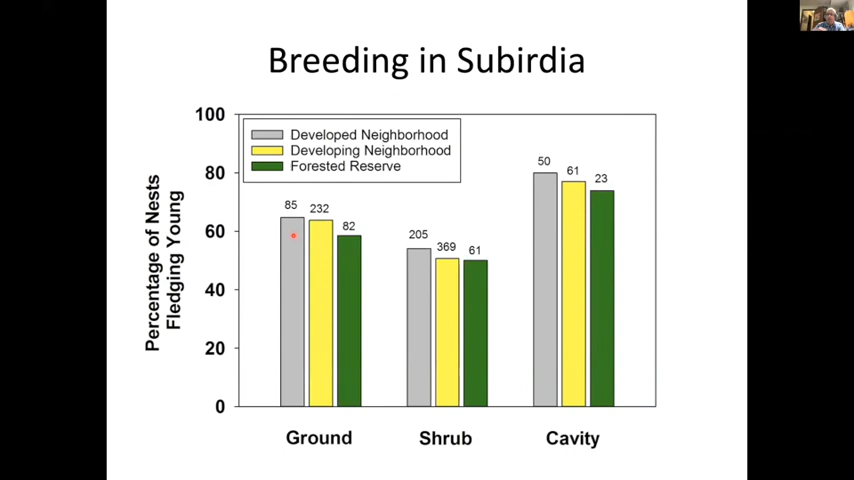 Breeding in Subirdia
Percentage of Nests
Fledging Young
100
80
60
40
20
0
Developed Neighborhood
Developing Neighborhood
Forested Reserve
85
232
82
205
369
61
50
61
23
Ground
Shrub
Cavity